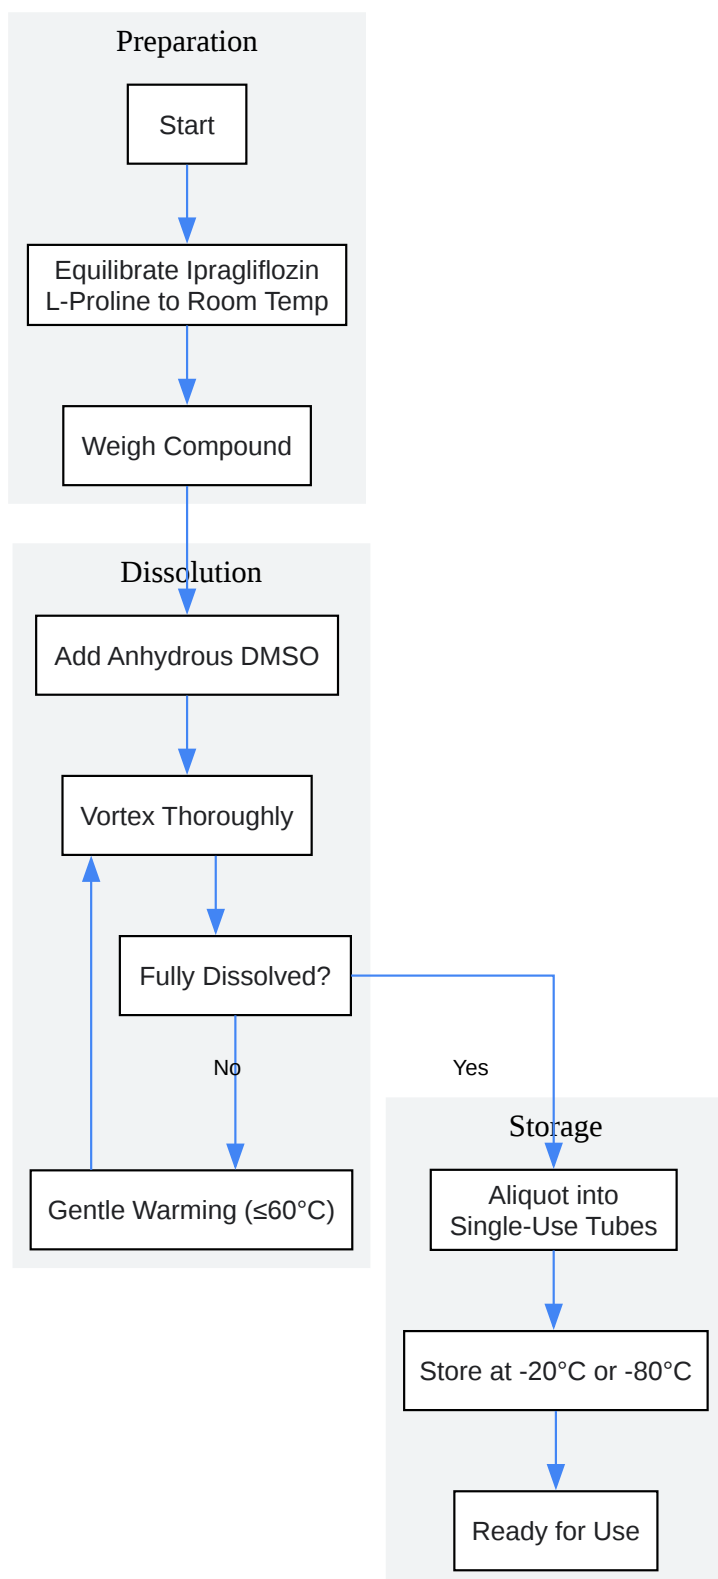 Preparation
Start
Equilibrate Ipragliflozin
L-Proline to Room Temp
Weigh Compound
Dissolution
Add Anhydrous DMSO
Vortex Thoroughly
Fully Dissolved?
No
Yes
Gentle Warming (≤60°C)
Storage
Aliquot into
Single-Use Tubes
Store at -20°C or -80°C
Ready for Use